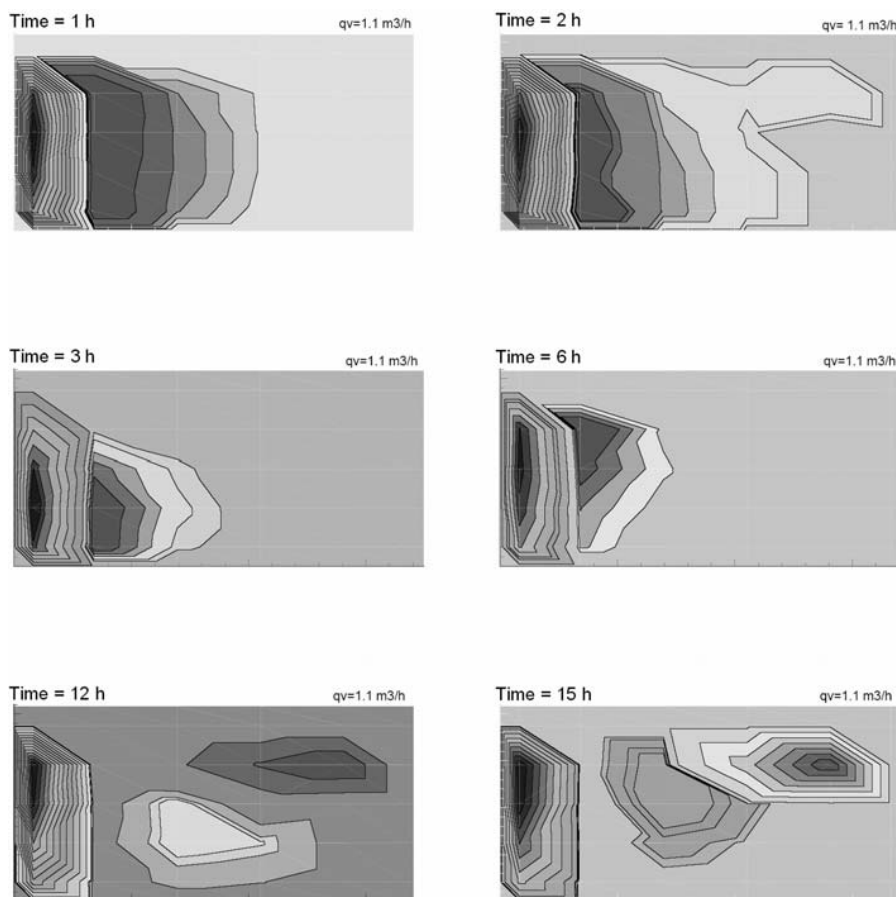 Time = 1 h
qv=1.1 m3/h
Time = 2 h
qv= 1.1 m3/h
Time = 3 h
qv=1.1 m3/h
Time = 6 h
qv=1.1 m3/h
Time = 12 h
qv=1.1 m3/h
Time = 15 h
qv=1.1 m3/h